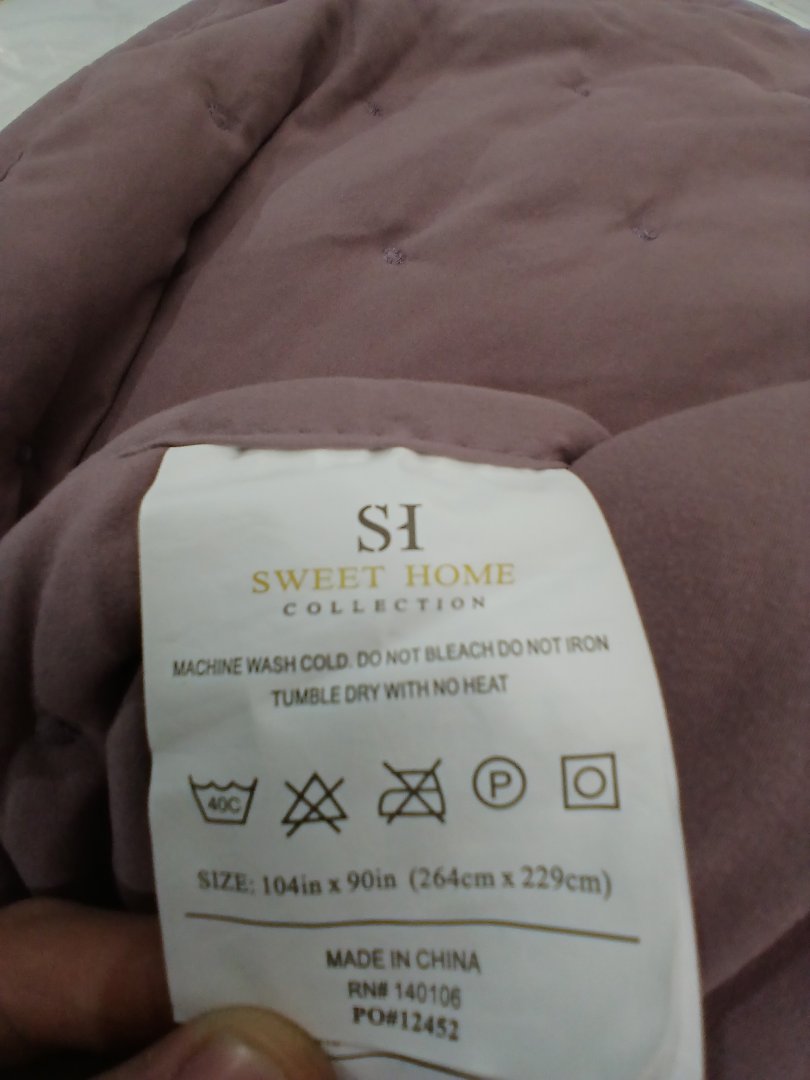 SH
SWEET HOME
COLLECTION
MACHINE WASH COLD. DO NOT BLEACH DO NOT IRON
TUMBLE DRY WITH NO HEAT
40C
P
SIZE: 104in x 90in (264cm x 229cm)
MADE IN CHINA
RN# 140106
PO#12452